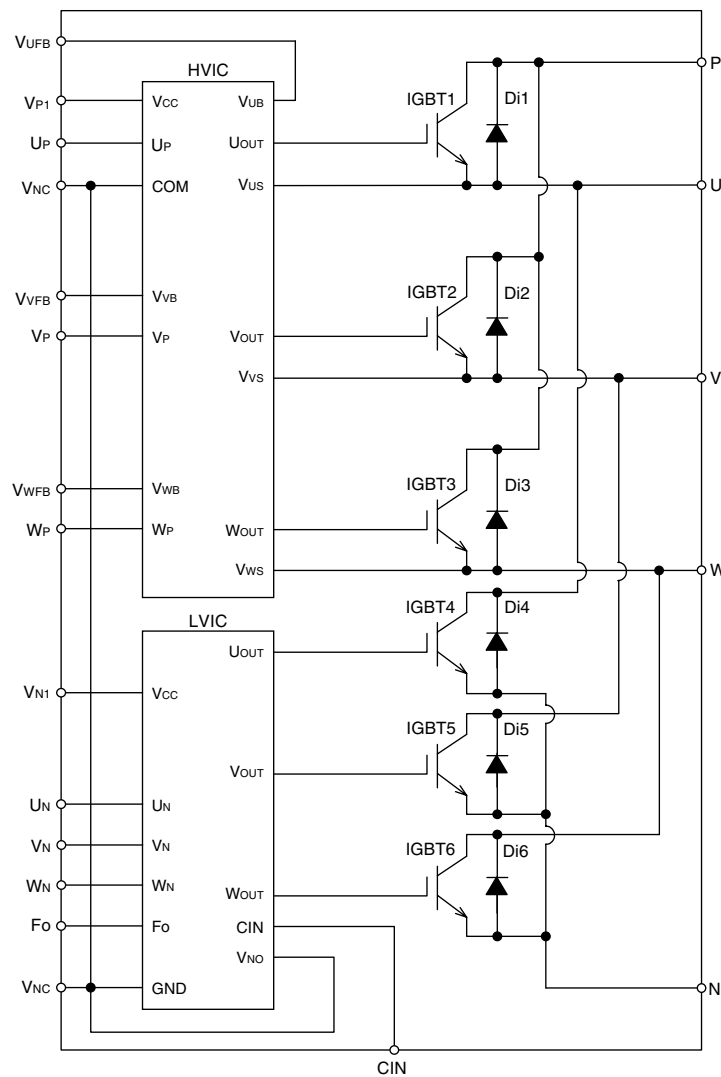 VUFB
P
HVIC
IGBT1
Di1
VP1
VCC
VUB
UP
UP
UOUT
VNC
COM
VUS
U
IGBT2
Di2
VVFB
VVB
VP
VP
VOUT
VVS
V
IGBT3
Di3
VWFB
VWB
WP
WP
WOUT
VWS
W
IGBT4
Di4
LVIC
UOUT
VN1
VCC
IGBT5
Di5
VOUT
UN
UN
VN
VN
IGBT6
Di6
WN
WN
WOUT
Fo
Fo
CIN
VNO
VNC
GND
N
CIN